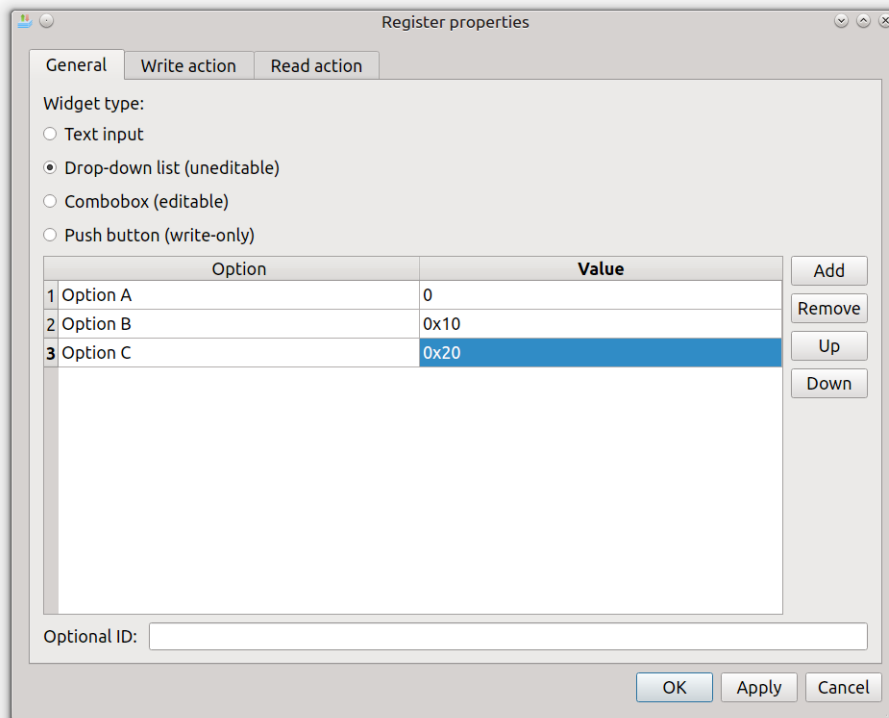 Register properties
General Write action Read action
Widget type:
Text input
Drop-down list (uneditable)
Combobox (editable)
Push button (write-only)
Option Value Add
1 Option A 0 Remove
2 Option B 0x10 Up
3 Option C 0x20 Down
Optional ID:
OK Apply Cancel